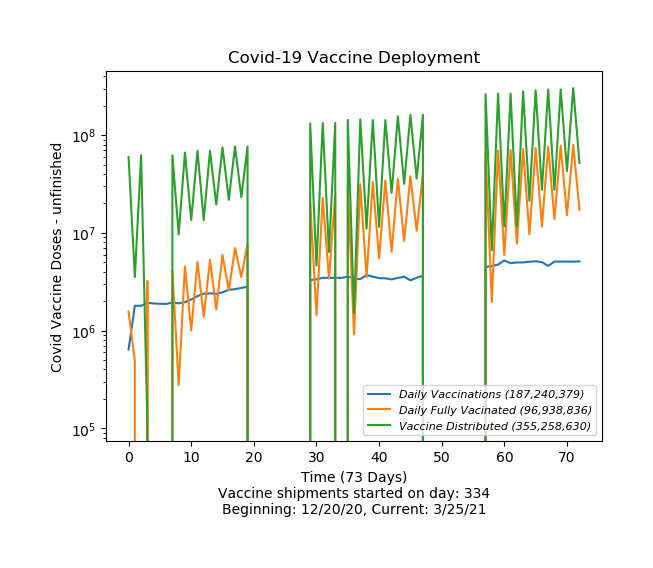 Covid-19 Vaccine Deployment
Covid Vaccine Doses - unfinished
10^8
10^7
10^6
10^5
Daily Vaccinations (187,240,379)
Daily Fully Vacinated (96,938,836)
Vaccine Distributed (355,258,630)
0 10 20 30 40 50 60 70
Time (73 Days)
Vaccine shipments started on day: 334
Beginning: 12/20/20, Current: 3/25/21